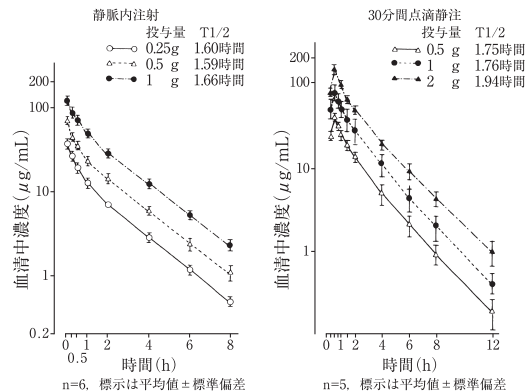 静脈内注射
投与量 T1/2
0.25g 1.60時間
0.5 g 1.59時間
1 g 1.66時間
血清中濃度(μg/mL)
200
100
10
1
0.2
0 0.5 1 2 4 6 8
時間(h)
n=6, 標示は平均値±標準偏差
30分間点滴静注
投与量 T1/2
0.5 g 1.75時間
1 g 1.76時間
2 g 1.94時間
血清中濃度(μg/mL)
200
100
10
1
0 1 2 4 6 8 12
時間(h)
n=5, 標示は平均値±標準偏差